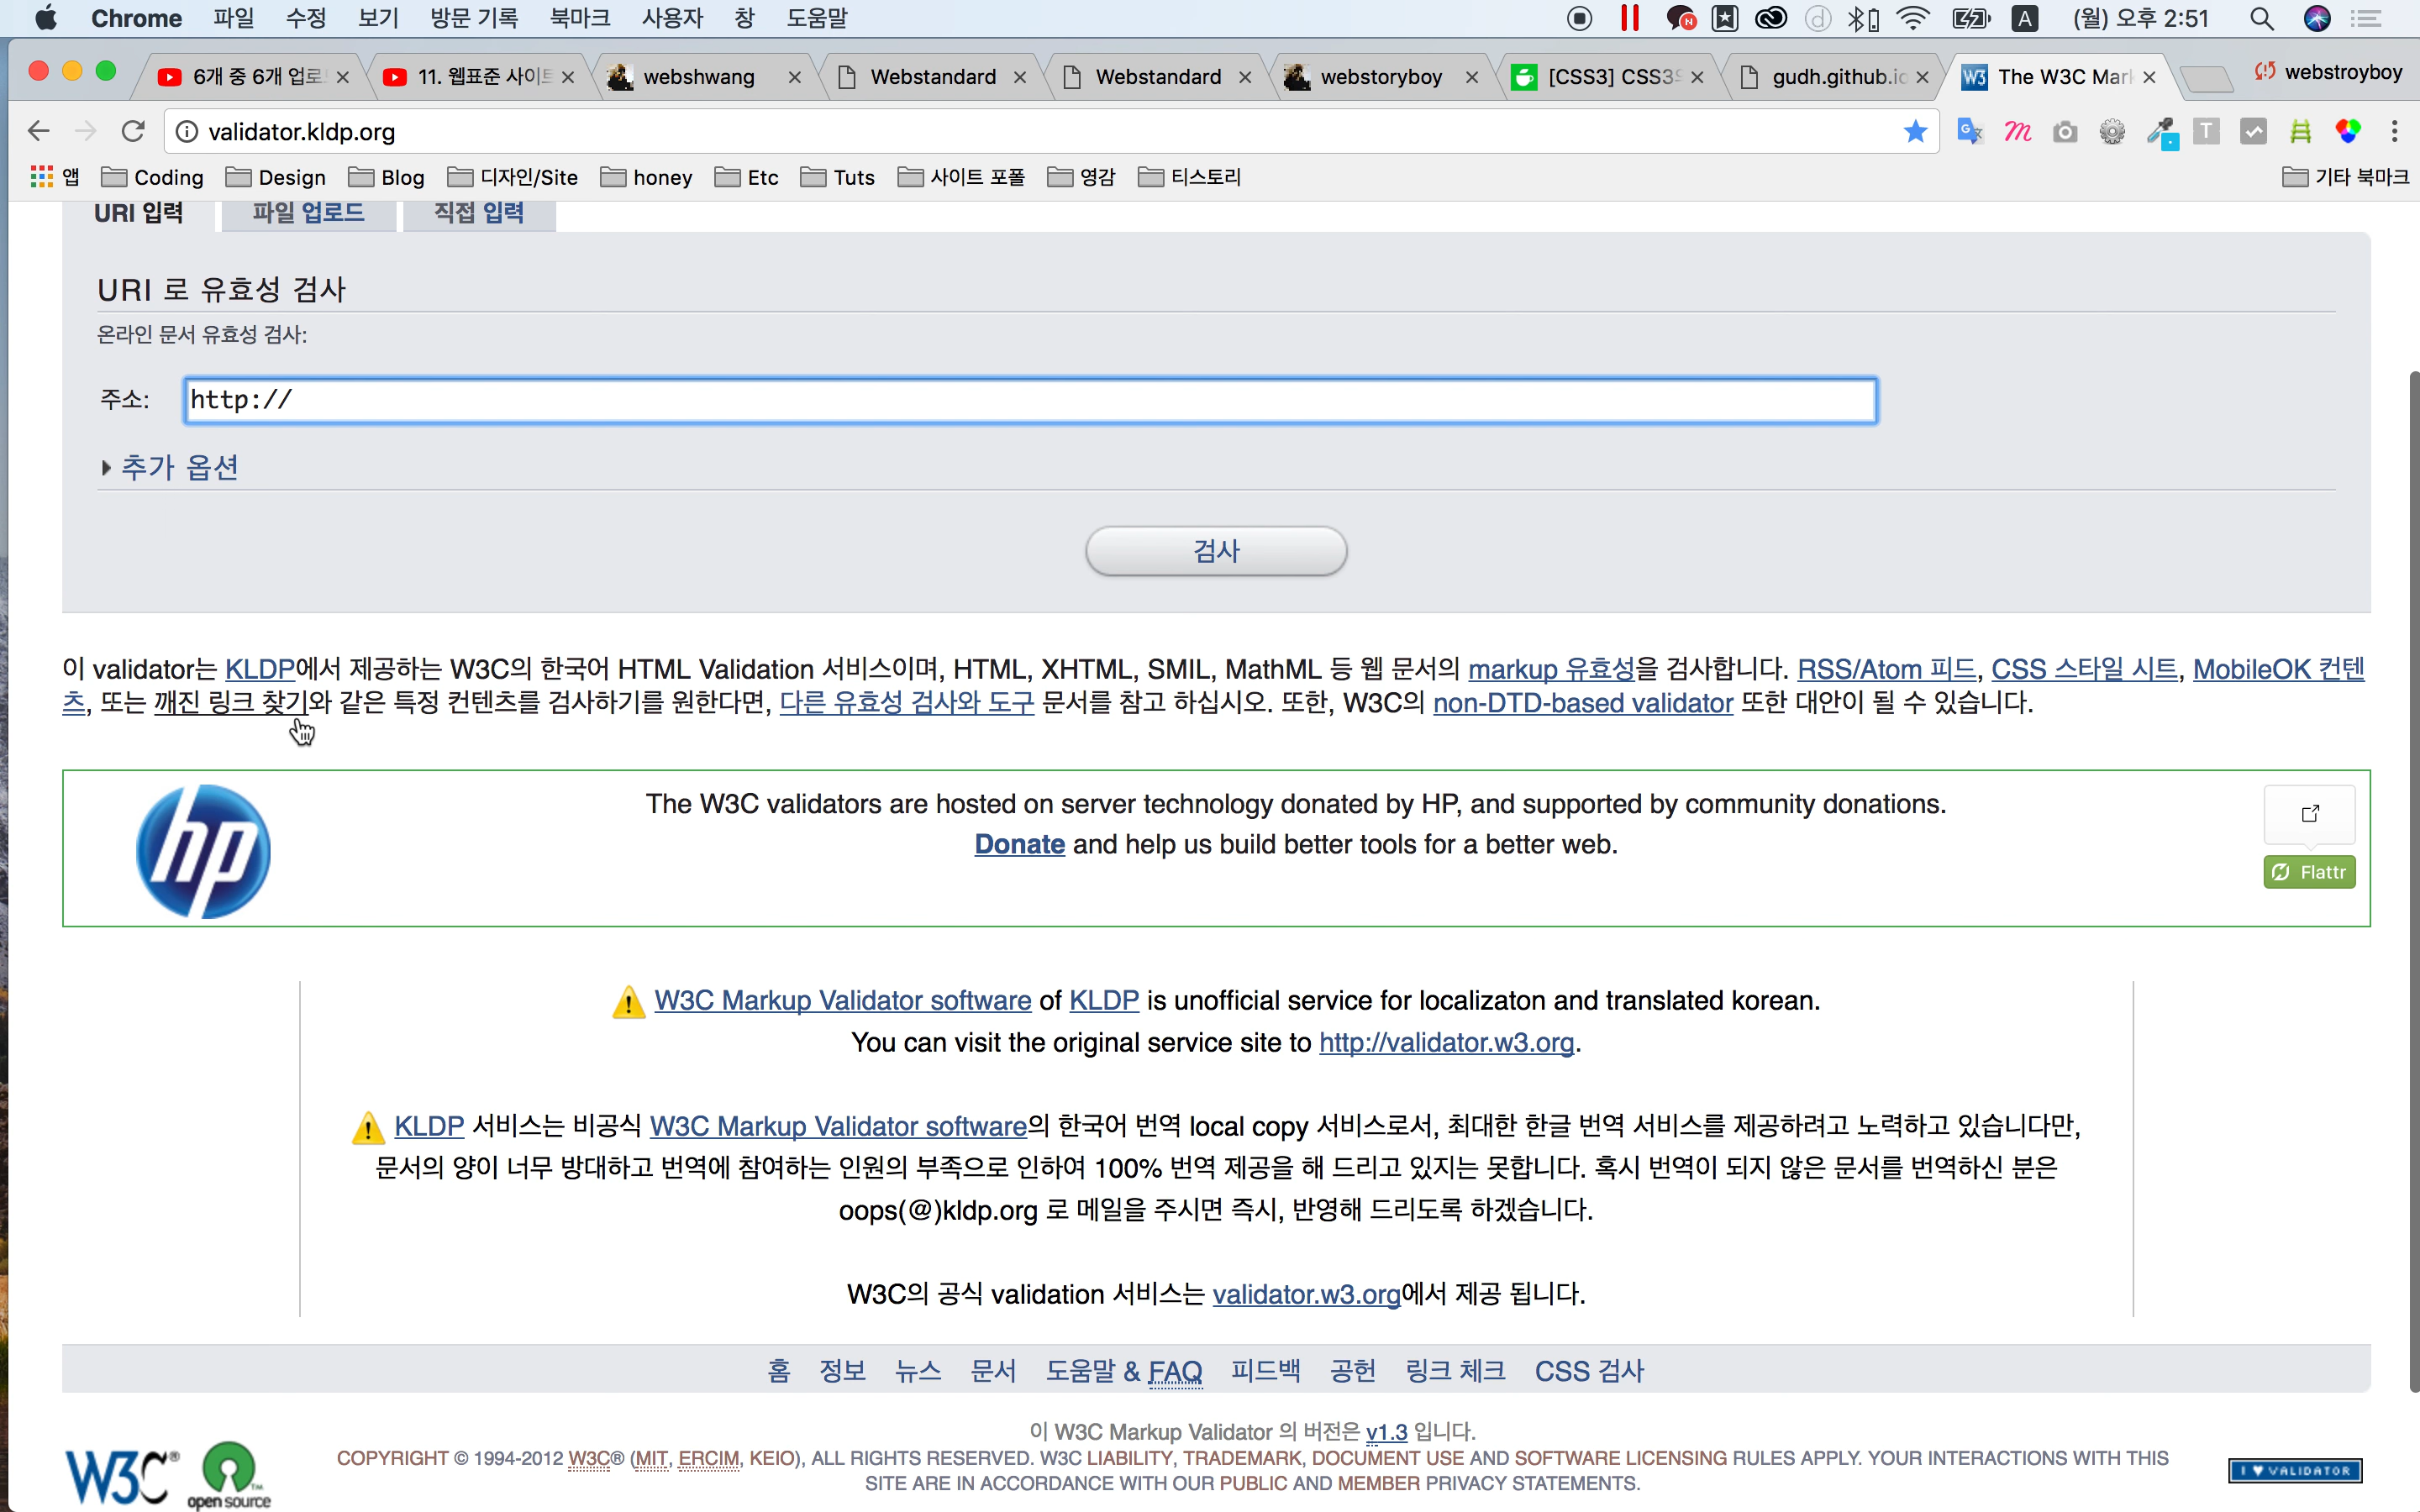 Chrome 파일 수정 보기 방문 기록 북마크 사용자 창 도움말 A (월) 오후 2:51
6개 중 6개 업로 11. 웹표준 사이트 webshwang Webstandard Webstandard webstoryboy [CSS3] CSS3 gudh.github.io The W3C Mar webstroyboy
validator.kldp.org
앱 Coding Design Blog 디자인/Site honey Etc Tuts 사이트 포폴 영감 티스토리 기타 북마크
URI 입력 파일 업로드 직접 입력
URI 로 유효성 검사
온라인 문서 유효성 검사:
주소: http://
추가 옵션
검사
이 validator는 KLDP에서 제공하는 W3C의 한국어 HTML Validation 서비스이며, HTML, XHTML, SMIL, MathML 등 웹 문서의 markup 유효성을 검사합니다. RSS/Atom 피드, CSS 스타일 시트, MobileOK 컨텐
츠, 또는 깨진 링크 찾기와 같은 특정 컨텐츠를 검사하기를 원한다면, 다른 유효성 검사와 도구 문서를 참고 하십시오. 또한, W3C의 non-DTD-based validator 또한 대안이 될 수 있습니다.
hp
The W3C validators are hosted on server technology donated by HP, and supported by community donations.
Donate and help us build better tools for a better web.
Flattr
W3C Markup Validator software of KLDP is unofficial service for localizaton and translated korean.
You can visit the original service site to http://validator.w3.org.
KLDP 서비스는 비공식 W3C Markup Validator software의 한국어 번역 local copy 서비스로서, 최대한 한글 번역 서비스를 제공하려고 노력하고 있습니다만,
문서의 양이 너무 방대하고 번역에 참여하는 인원의 부족으로 인하여 100% 번역 제공을 해 드리고 있지는 못합니다. 혹시 번역이 되지 않은 문서를 번역하신 분은
oops(@)kldp.org 로 메일을 주시면 즉시, 반영해 드리도록 하겠습니다.
W3C의 공식 validation 서비스는 validator.w3.org에서 제공 됩니다.
홈 정보 뉴스 문서 도움말 & FAQ 피드백 공헌 링크 체크 CSS 검사
이 W3C Markup Validator 의 버전은 v1.3 입니다.
COPYRIGHT © 1994-2012 W3C® (MIT, ERCIM, KEIO), ALL RIGHTS RESERVED. W3C LIABILITY, TRADEMARK, DOCUMENT USE AND SOFTWARE LICENSING RULES APPLY. YOUR INTERACTIONS WITH THIS
SITE ARE IN ACCORDANCE WITH OUR PUBLIC AND MEMBER PRIVACY STATEMENTS.
W3C® open source™
I ♥ VALIDATOR